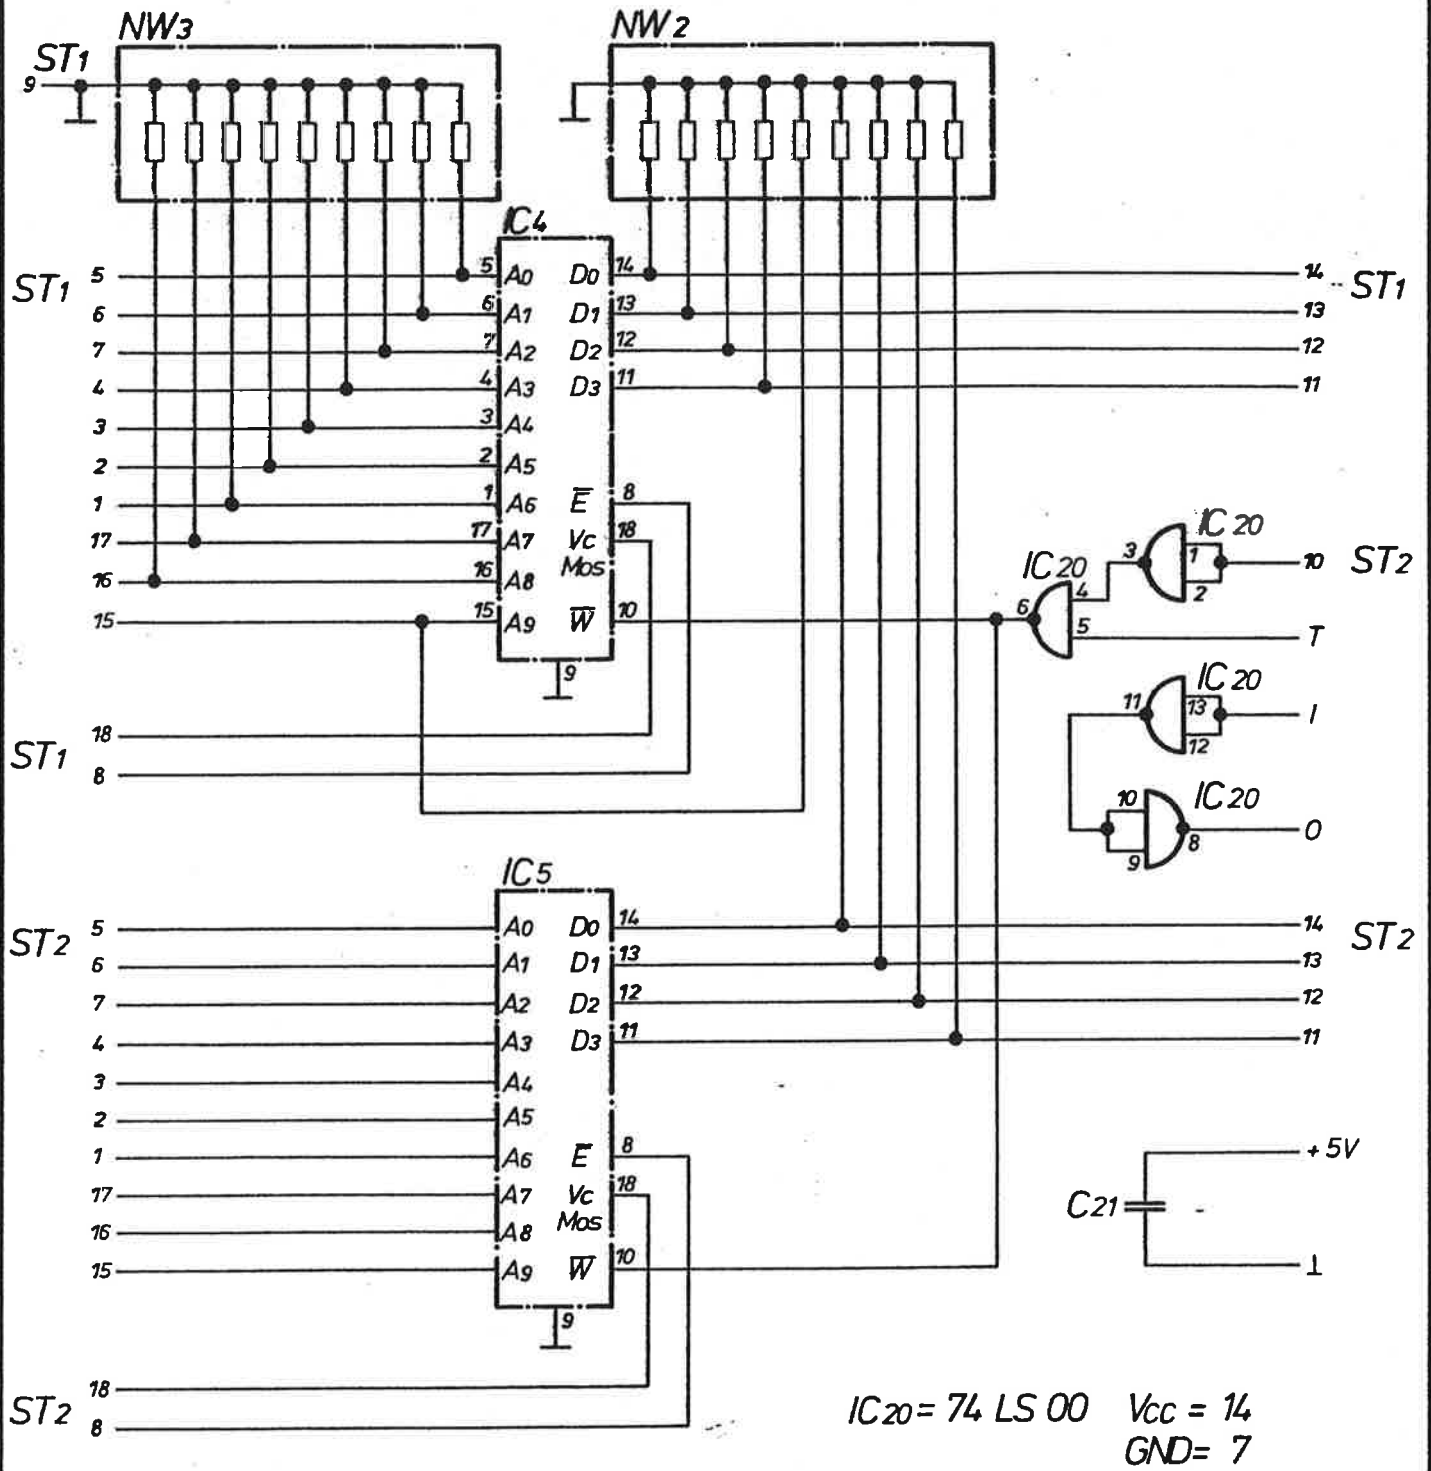 NW3 NW2
ST1
9
IC4
ST1 5 5 A0 D0 14 14 ST1
6 6 A1 D1 13 13
7 7 A2 D2 12 12
4 4 A3 D3 11 11
3 3 A4
2 2 A5
1 1 A6 E̅ 8
17 17 A7 Vc 18
Mos
16 16 A8
15 15 A9 W̅ 10
9
IC20
3 1 2 10 ST2
IC20
6 4 5 T
IC20
11 13 12 I
IC20
10 9 8 O
ST1 18
8
IC5
ST2 5 A0 D0 14 14 ST2
6 A1 D1 13 13
7 A2 D2 12 12
4 A3 D3 11 11
3 A4
2 A5
1 A6 E̅ 8
17 A7 Vc 18
Mos
16 A8
15 A9 W̅ 10
9
+5V
C21
⊥
ST2 18
8
IC20 = 74 LS 00 Vcc = 14
GND = 7